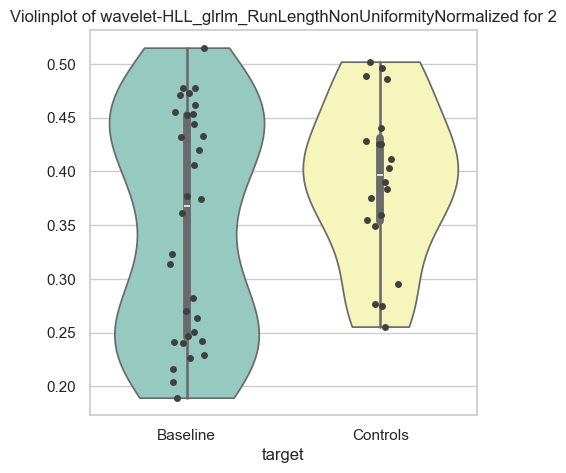 Violinplot of wavelet-HLL_glrlm_RunLengthNonUniformityNormalized for 2
0.50
0.45
0.40
0.35
0.30
0.25
0.20
Baseline
Controls
target